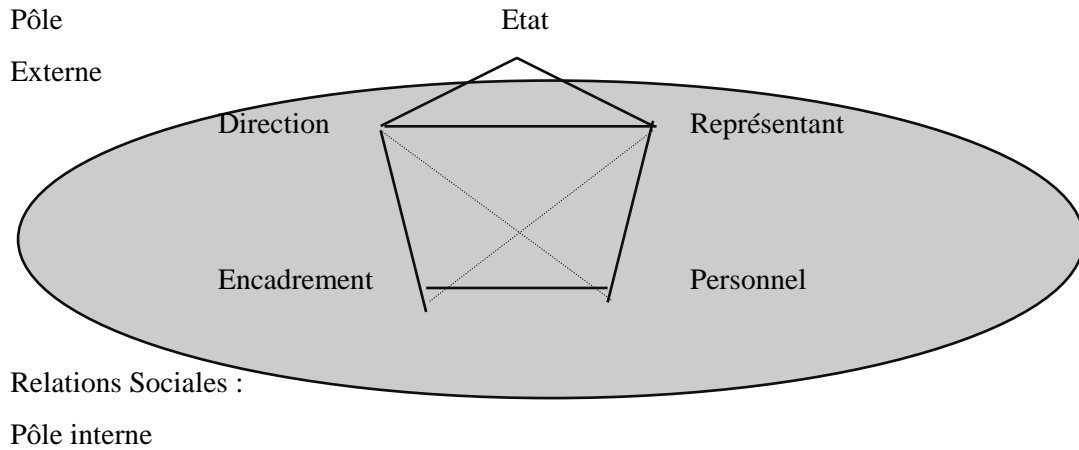 Pôle Etat
Externe
Direction Représentant
Encadrement Personnel
Relations Sociales :
Pôle interne